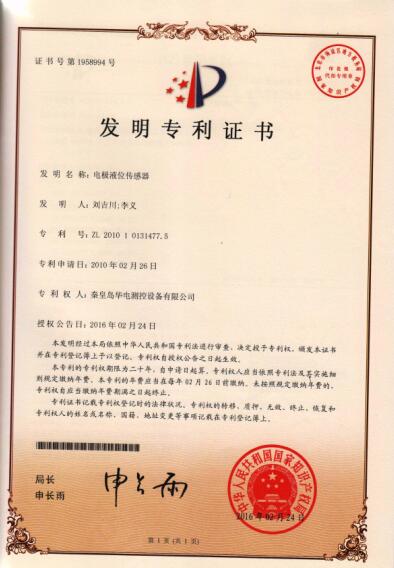 证书号第1958994号
发明专利证书
发 明 名 称：电极液位传感器
发 明 人：刘吉川;李义
专 利 号：ZL 2010 1 0131477.5
专利申请日：2010年02月26日
专 利 权 人：秦皇岛华电测控设备有限公司
授权公告日：2016年02月24日
本发明经过本局依照中华人民共和国专利法进行审查，决定授予专利权，颁发本证书
并在专利登记簿上予以登记。专利权自授权公告之日起生效。
本专利的专利权期限为二十年，自申请日起算。专利权人应当依照专利法及其实施细
则规定缴纳年费。本专利的年费应当在每年02月26日前缴纳。未按照规定缴纳年费的，
专利权自应当缴纳年费期满之日起终止。
专利证书记载专利权登记时的法律状况。专利权的转移、质押、无效、终止、恢复和
专利权人的姓名或名称、国籍、地址变更等事项记载在专利登记簿上。
局长
申长雨
申长雨
中华人民共和国国家知识产权局
2016年02月24日
第 1 页 (共 1 页)